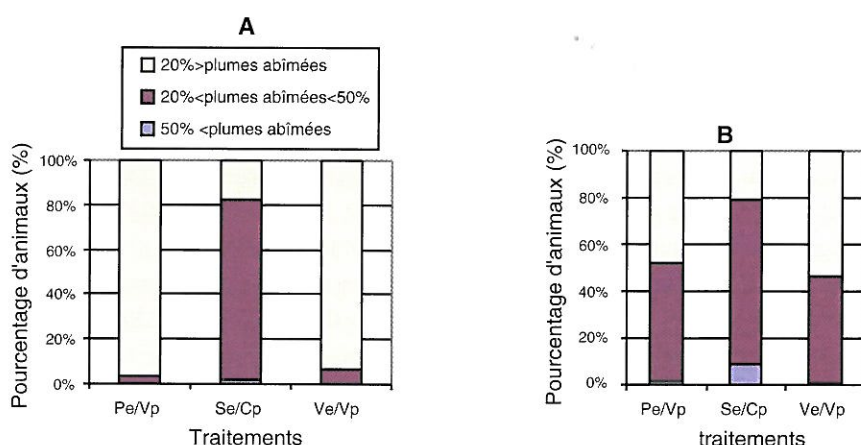 A
20%>plumes abîmées
20%<plumes abîmées<50%
50% <plumes abîmées
Pourcentage d'animaux (%)
100%
80%
60%
40%
20%
0%
Pe/Vp Se/Cp Ve/Vp
Traitements
B
Pourcentage d'animaux (%)
100%
80%
60%
40%
20%
0%
Pe/Vp Se/Cp Ve/Vp
traitements